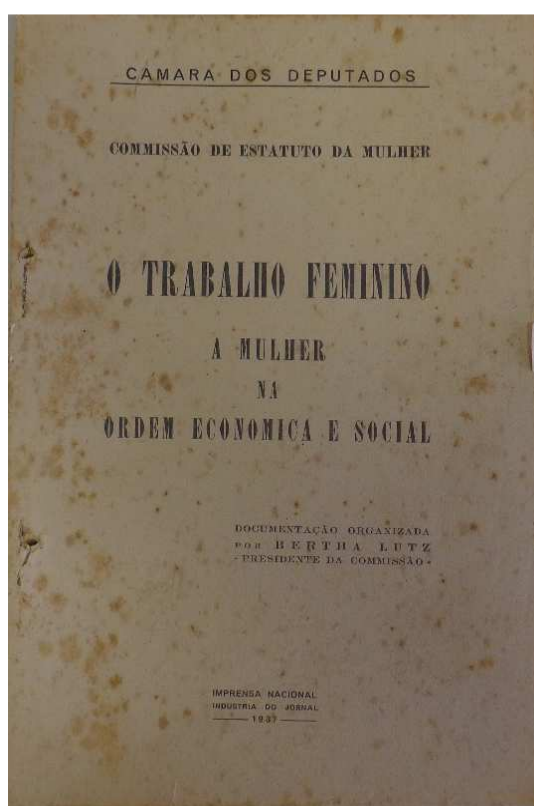 CAMARA DOS DEPUTADOS
COMMISSÃO DE ESTATUTO DA MULHER
O TRABALHO FEMININO
A MULHER
NA
ORDEM ECONOMICA E SOCIAL
DOCUMENTAÇÃO ORGANIZADA
POR BERTHA LUTZ
- PRESIDENTE DA COMMISSÃO -
IMPRENSA NACIONAL
INDUSTRIA DO JORNAL
1937